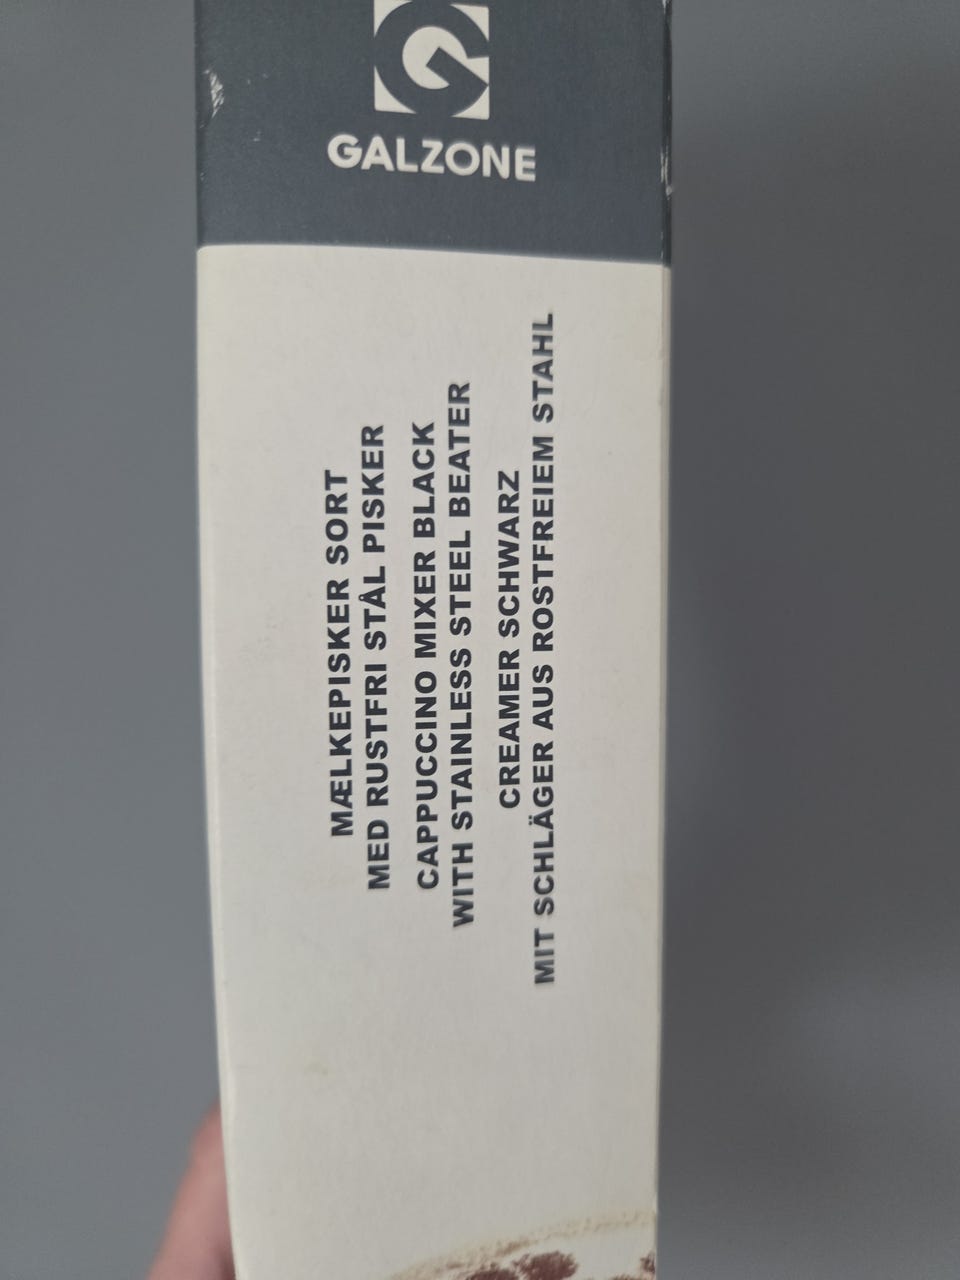 GALZONE
MÆLKEPISKER SORT
MED RUSTFRI STÅL PISKER
CAPPUCCINO MIXER BLACK
WITH STAINLESS STEEL BEATER
CREAMER SCHWARZ
MIT SCHLÄGER AUS ROSTFREIEM STAHL